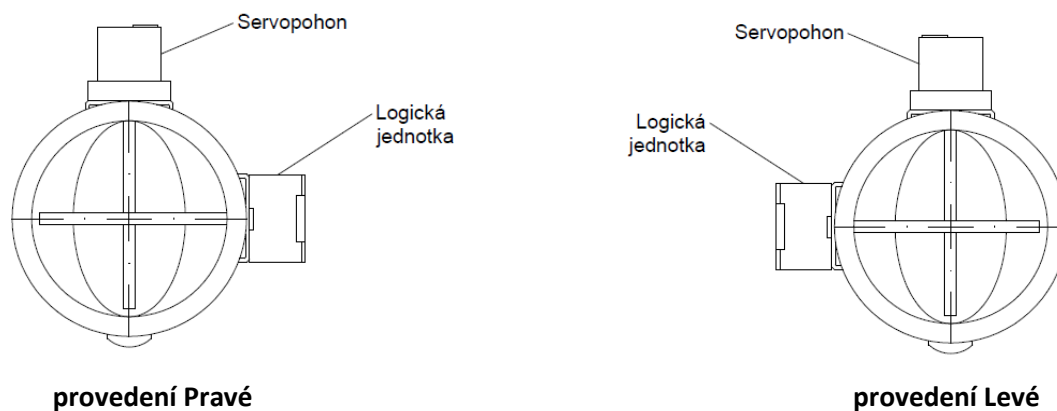 Servopohon
Logická
jednotka
provedení Pravé
Servopohon
Logická
jednotka
provedení Levé